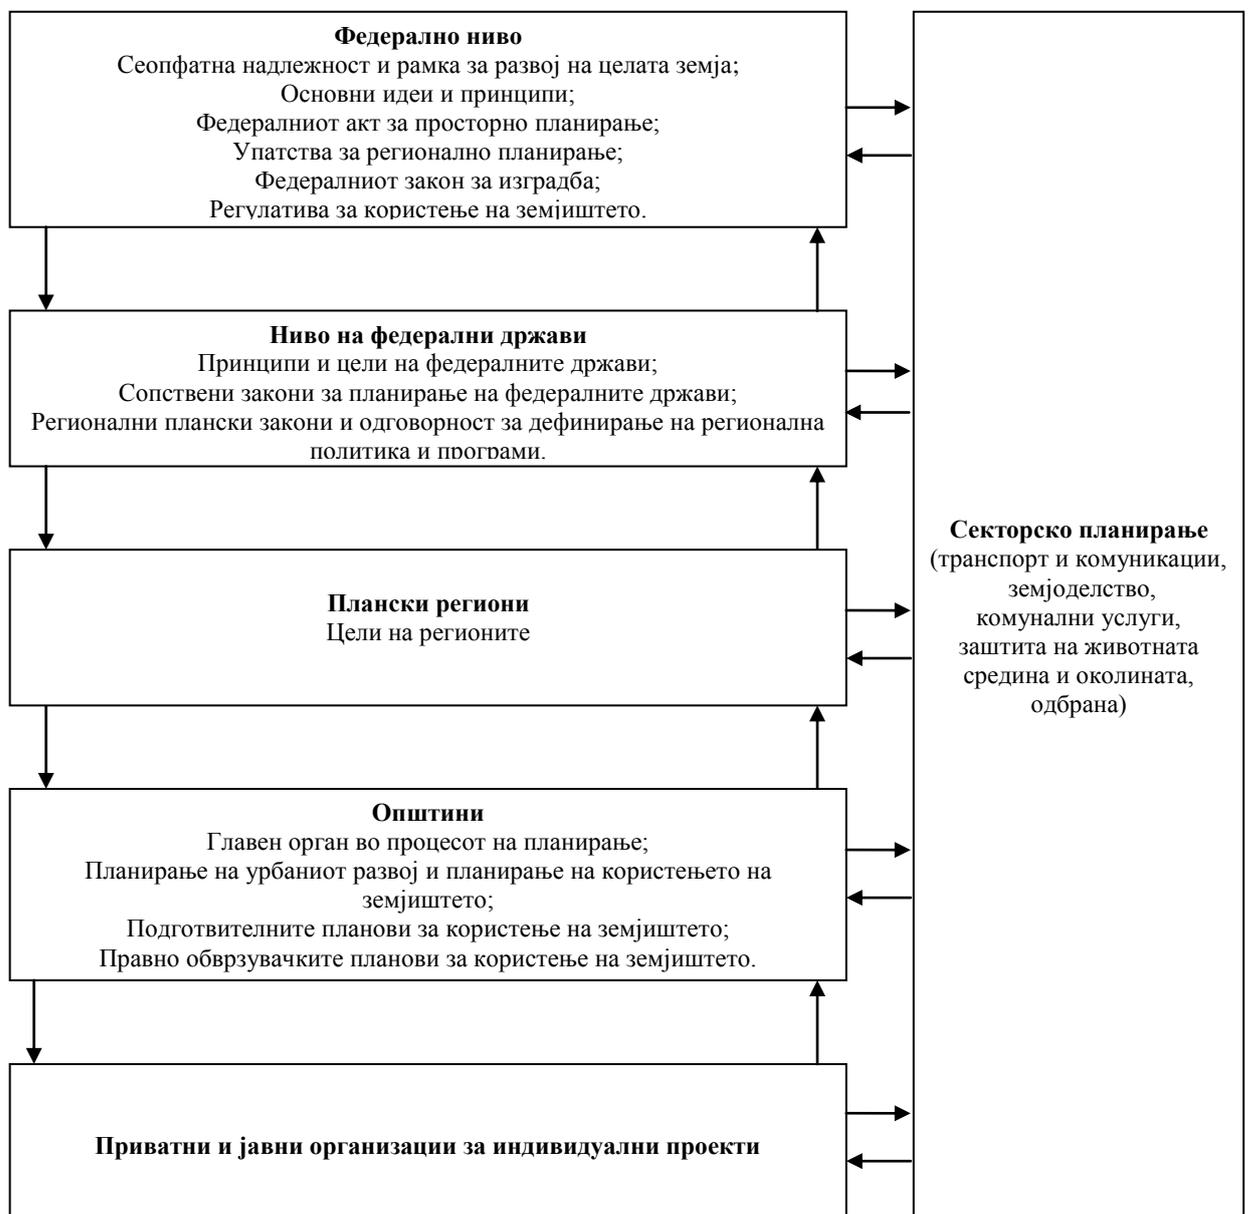 Федерално ниво
Сеопфатна надлежност и рамка за развој на целата земја;
Основни идеи и принципи;
Федералниот акт за просторно планирање;
Упатства за регионално планирање;
Федералниот закон за изградба;
Регулатива за користење на земјиштето.
Ниво на федерални држави
Принципи и цели на федералните држави;
Сопствени закони за планирање на федералните држави;
Регионални плански закони и одговорност за дефинирање на регионална
политика и програми.
Плански региони
Цели на регионите
Општини
Главен орган во процесот на планирање;
Планирање на урбаниот развој и планирање на користењето на
земјиштето;
Подготвителните планови за користење на земјиштето;
Правно обврзувачките планови за користење на земјиштето.
Приватни и јавни организации за индивидуални проекти
Секторско планирање
(транспорт и комуникации,
земјоделство,
комунални услуги,
заштита на животната
средина и околината,
одбрана)